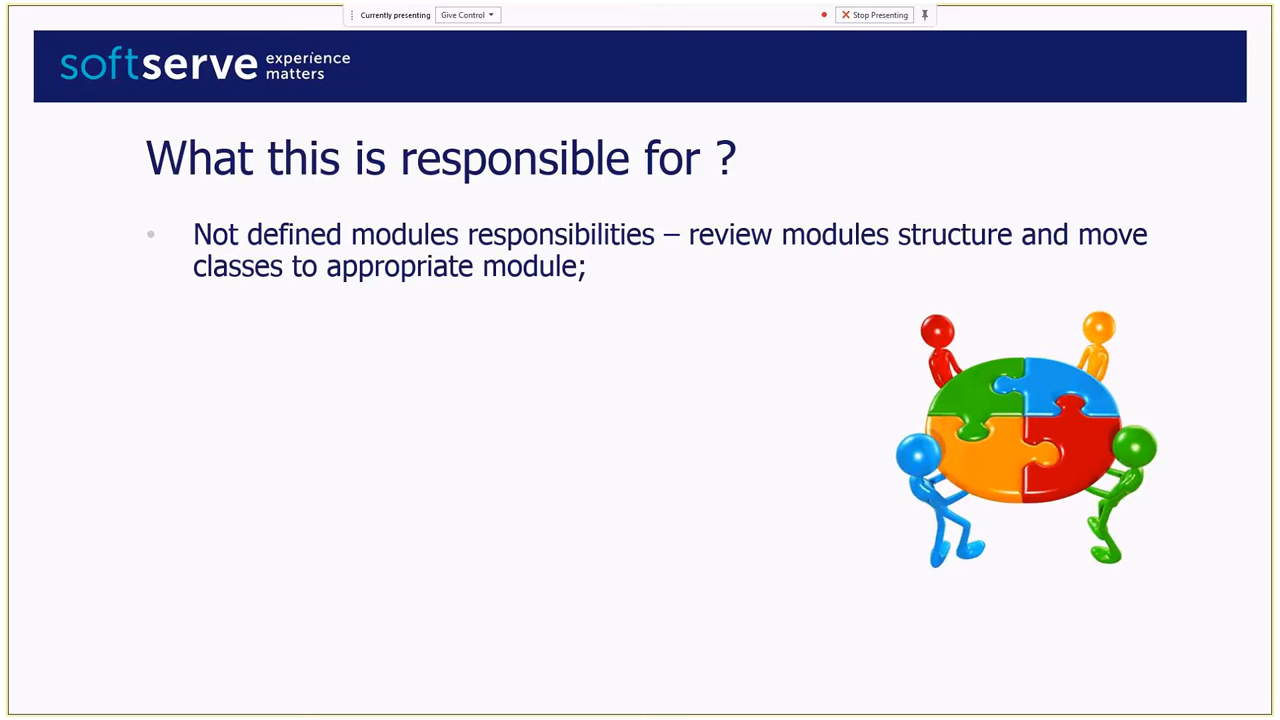 Currently presenting Give Control Stop Presenting
softserve experience
matters
What this is responsible for ?
Not defined modules responsibilities – review modules structure and move
classes to appropriate module;